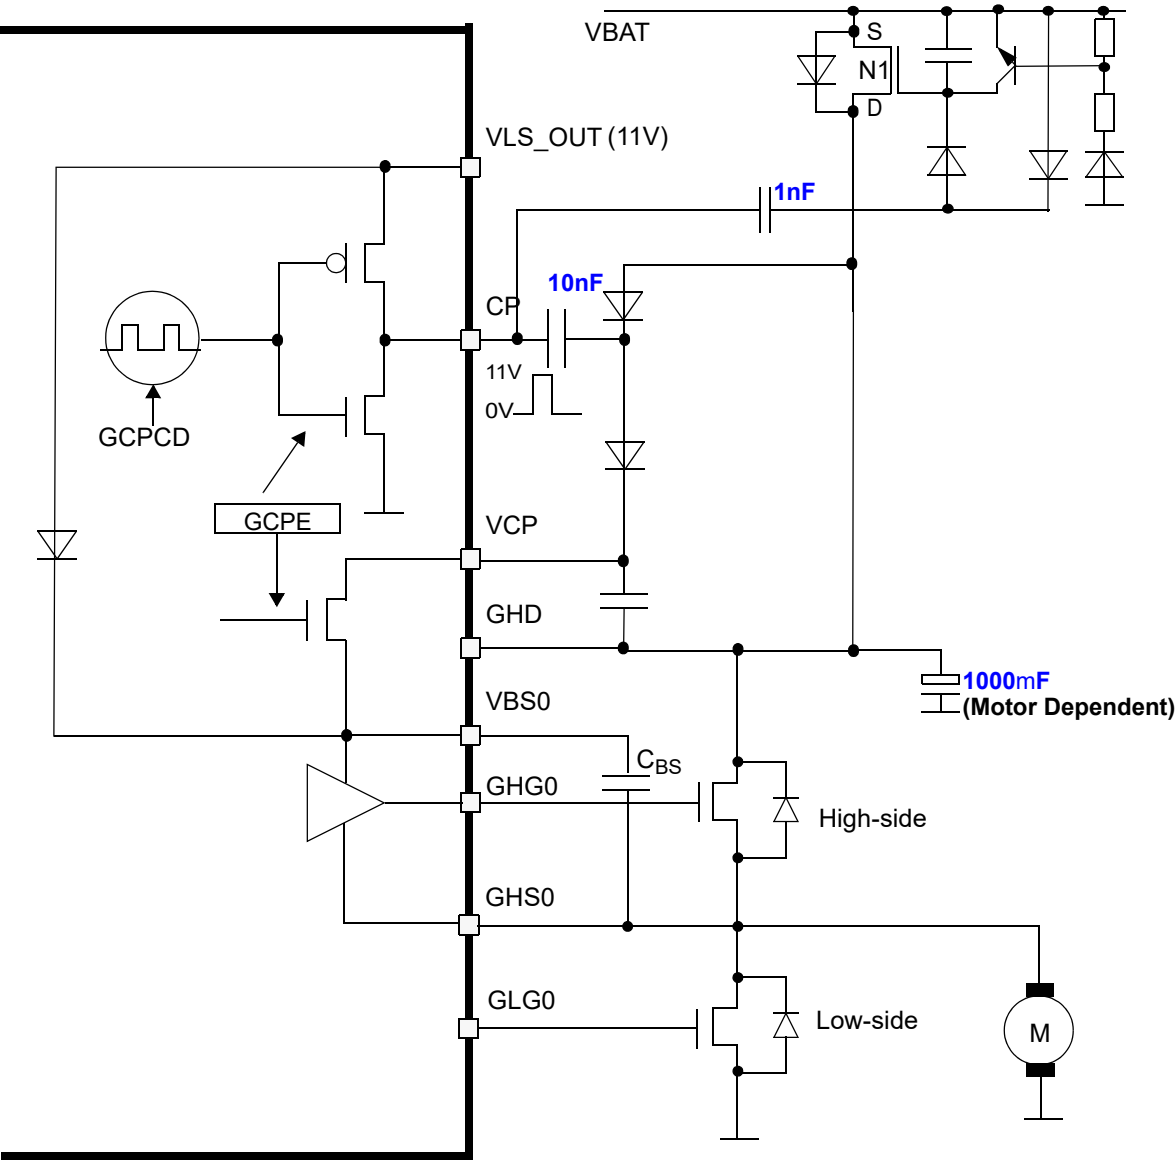 VBAT
S
N1
D
VLS_OUT (11V)
1nF
10nF
CP
11V
0V
GCPCD
GCPE
VCP
GHD
1000mF
(Motor Dependent)
VBS0
CBS
GHG0
High-side
GHS0
GLG0
Low-side
M